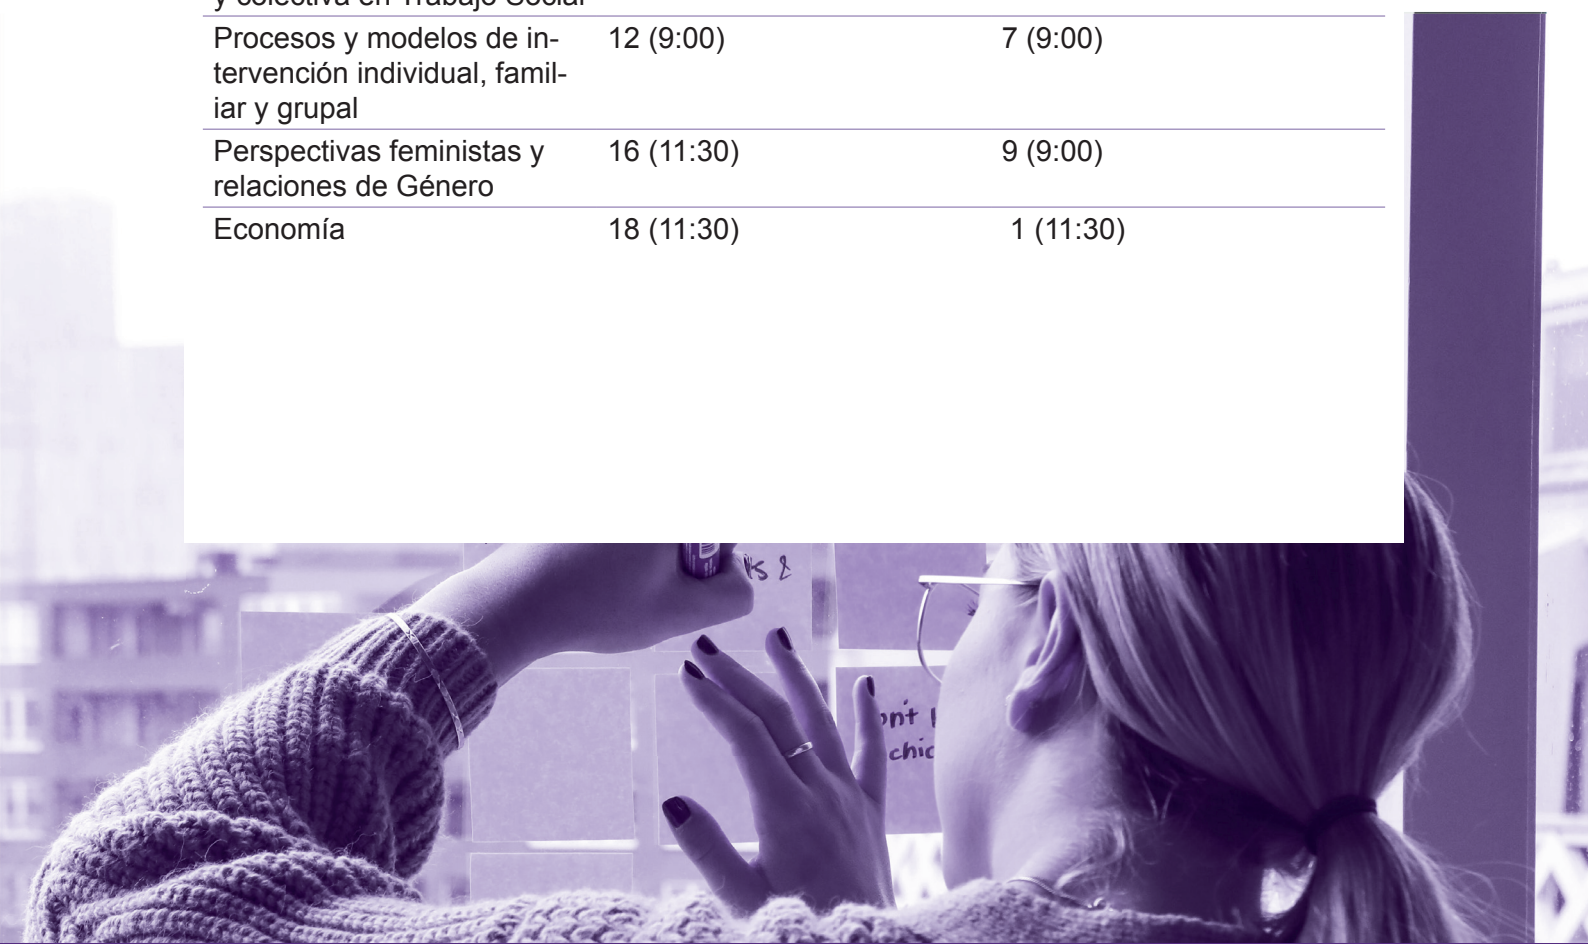 Procesos y modelos de in- 12 (9:00) 7 (9:00)
tervención individual, famil-
iar y grupal
Perspectivas feministas y 16 (11:30) 9 (9:00)
relaciones de Género
Economía 18 (11:30) 1 (11:30)